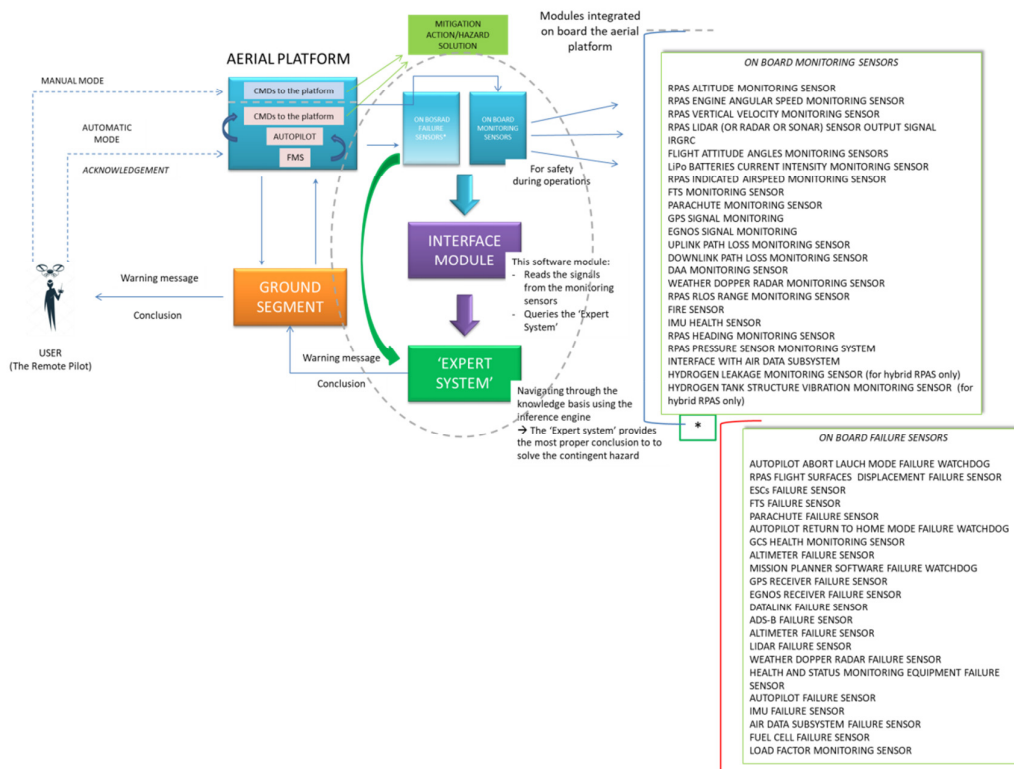 MITIGATION
ACTION/HAZARD
SOLUTION
Modules integrated
on board the aerial
platform
AERIAL PLATFORM
MANUAL MODE
CMDs to the platform
CMDs to the platform
AUTOPILOT
FMS
AUTOMATIC
MODE
ACKNOWLEDGEMENT
ON BOSRAD
FAILURE
SENSORS*
ON BOARD
MONITORING
SENSORS
For safety
during operations
INTERFACE
MODULE
This software module:
- Reads the signals
from the monitoring
sensors
- Queries the 'Expert
System'
GROUND
SEGMENT
Warning message
Conclusion
USER
(The Remote Pilot)
Warning message
Conclusion
'EXPERT
SYSTEM'
Navigating through the
knowledge basis using the
inference engine
→ The 'Expert system' provides
the most proper conclusion to to
solve the contingent hazard
ON BOARD MONITORING SENSORS
RPAS ALTITUDE MONITORING SENSOR
RPAS ENGINE ANGULAR SPEED MONITORING SENSOR
RPAS VERTICAL VELOCITY MONITORING SENSOR
RPAS LIDAR (OR RADAR OR SONAR) SENSOR OUTPUT SIGNAL
IRGRC
FLIGHT ATTITUDE ANGLES MONITORING SENSORS
LiPo BATTERIES CURRENT INTENSITY MONITORING SENSOR
RPAS INDICATED AIRSPEED MONITORING SENSOR
FTS MONITORING SENSOR
PARACHUTE MONITORING SENSOR
GPS SIGNAL MONITORING
EGNOS SIGNAL MONITORING
UPLINK PATH LOSS MONITORING SENSOR
DOWNLINK PATH LOSS MONITORING SENSOR
DAA MONITORING SENSOR
WEATHER DOPPER RADAR MONITORING SENSOR
RPAS RLOS RANGE MONITORING SENSOR
FIRE SENSOR
IMU HEALTH SENSOR
RPAS HEADING MONITORING SENSOR
RPAS PRESSURE SENSOR MONITORING SYSTEM
INTERFACE WITH AIR DATA SUBSYSTEM
HYDROGEN LEAKAGE MONITORING SENSOR (for hybrid RPAS only)
HYDROGEN TANK STRUCTURE VIBRATION MONITORING SENSOR (for
hybrid RPAS only)
*
ON BOARD FAILURE SENSORS
AUTOPILOT ABORT LAUCH MODE FAILURE WATCHDOG
RPAS FLIGHT SURFACES DISPLACEMENT FAILURE SENSOR
ESCs FAILURE SENSOR
FTS FAILURE SENSOR
PARACHUTE FAILURE SENSOR
AUTOPILOT RETURN TO HOME MODE FAILURE WATCHDOG
GCS HEALTH MONITORING SENSOR
ALTIMETER FAILURE SENSOR
MISSION PLANNER SOFTWARE FAILURE WATCHDOG
GPS RECEIVER FAILURE SENSOR
EGNOS RECEIVER FAILURE SENSOR
DATALINK FAILURE SENSOR
ADS-B FAILURE SENSOR
ALTIMETER FAILURE SENSOR
LIDAR FAILURE SENSOR
WEATHER DOPPER RADAR FAILURE SENSOR
HEALTH AND STATUS MONITORING EQUIPMENT FAILURE
SENSOR
AUTOPILOT FAILURE SENSOR
IMU FAILURE SENSOR
AIR DATA SUBSYSTEM FAILURE SENSOR
FUEL CELL FAILURE SENSOR
LOAD FACTOR MONITORING SENSOR